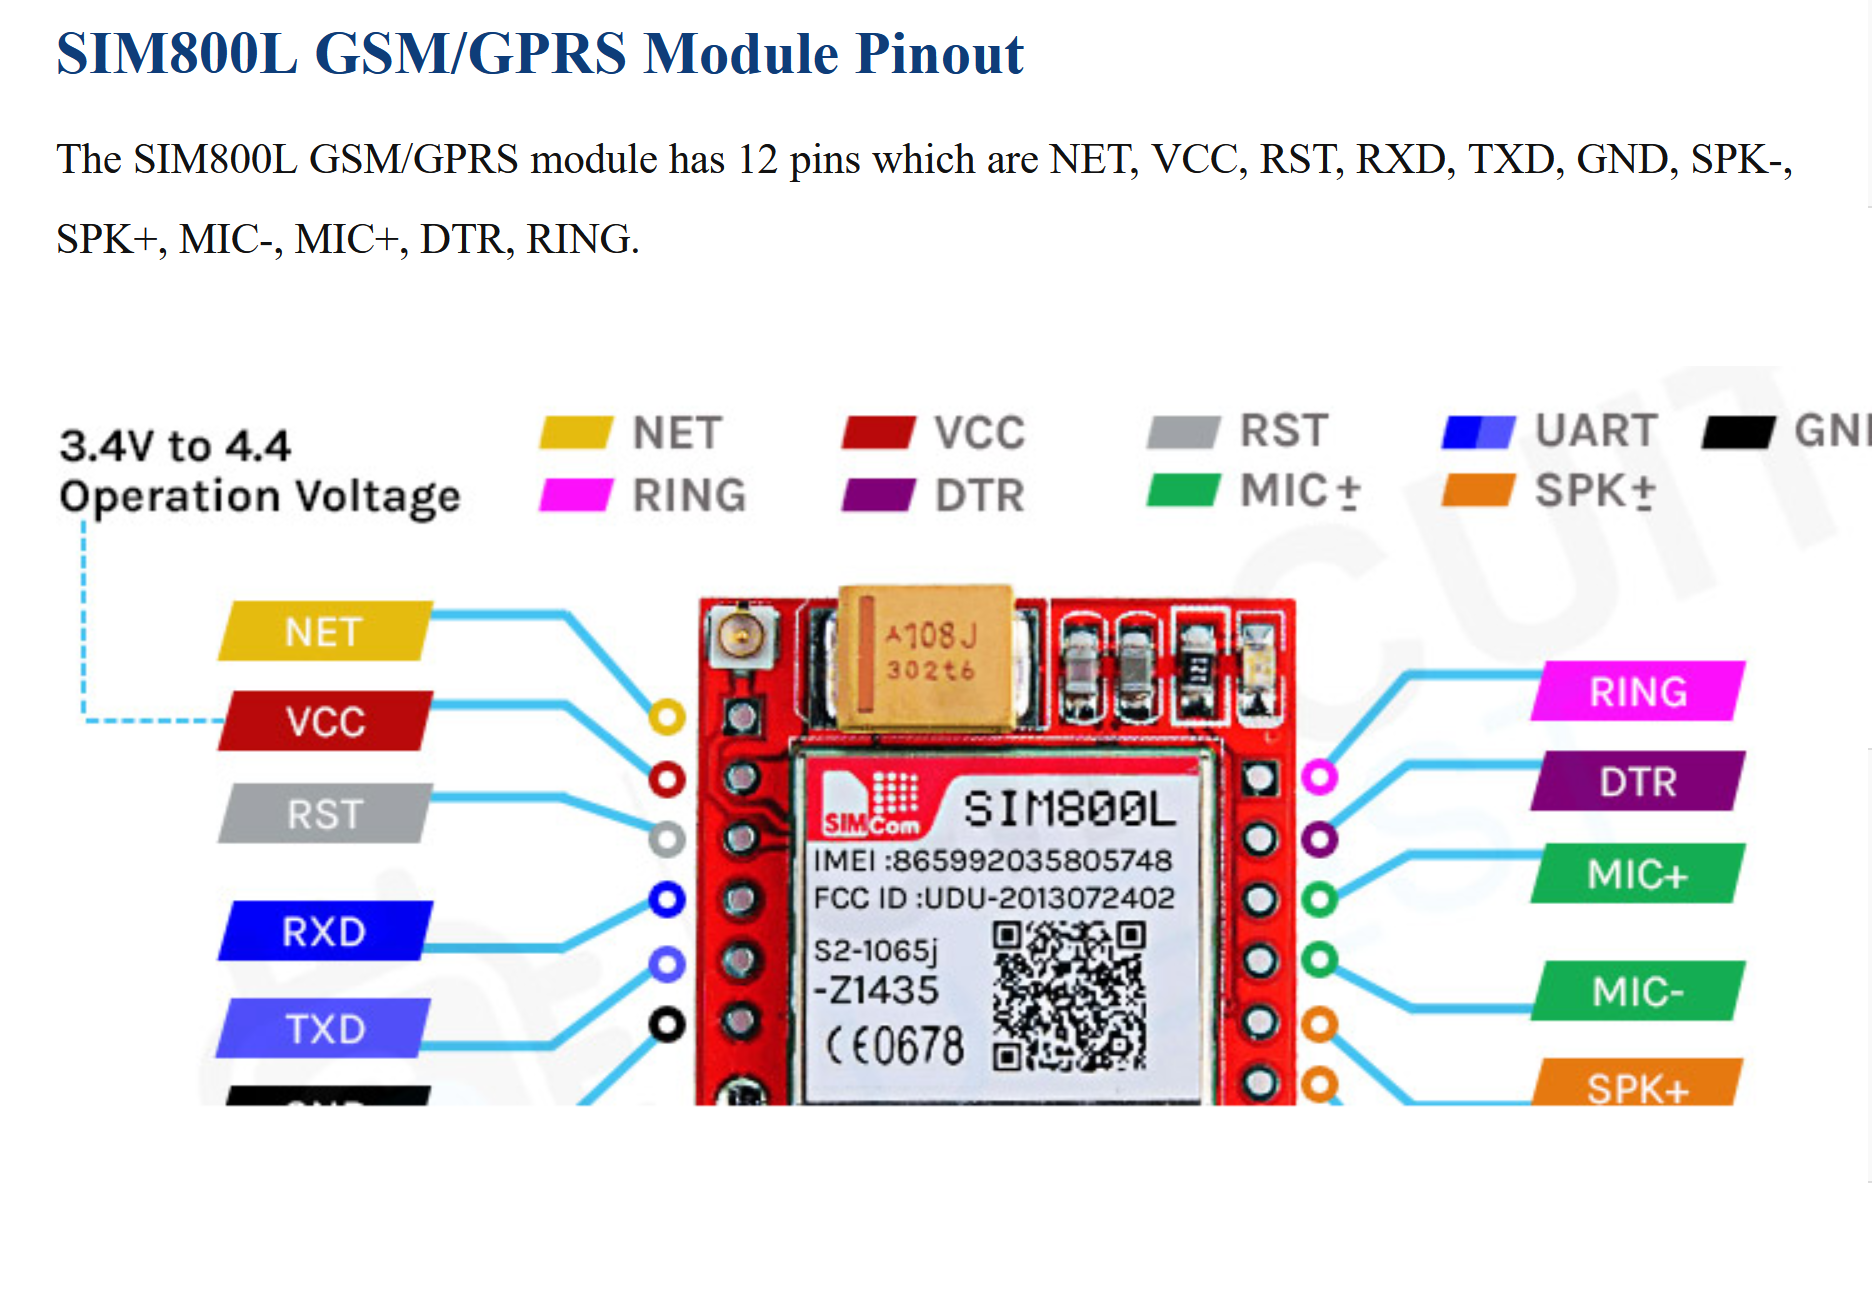 SIM800L GSM/GPRS Module Pinout
The SIM800L GSM/GPRS module has 12 pins which are NET, VCC, RST, RXD, TXD, GND, SPK-,
SPK+, MIC-, MIC+, DTR, RING.
3.4V to 4.4
Operation Voltage
NET VCC RST UART GN
RING DTR MIC± SPK±
NET
VCC
RST
RXD
TXD
RING
DTR
MIC+
MIC-
SPK+
⅄108J
302t6
SIMCom
SIM800L
IMEI :865992035805748
FCC ID :UDU-2013072402
S2-1065j
-Z1435
CE0678
CUIT